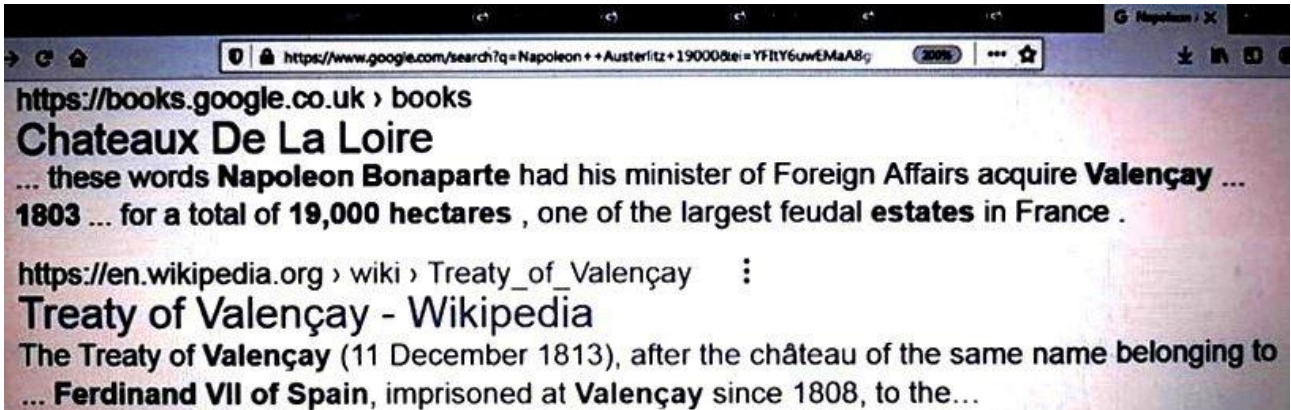 G Napoleon
https://www.google.com/search?q=Napoleon++Austerlitz+19000&ei=YFItY6uwEMaA8g
200%
https://books.google.co.uk › books
Chateaux De La Loire
... these words Napoleon Bonaparte had his minister of Foreign Affairs acquire Valençay ...
1803 ... for a total of 19,000 hectares , one of the largest feudal estates in France .
https://en.wikipedia.org › wiki › Treaty_of_Valençay
Treaty of Valençay - Wikipedia
The Treaty of Valençay (11 December 1813), after the château of the same name belonging to
... Ferdinand VII of Spain, imprisoned at Valençay since 1808, to the...